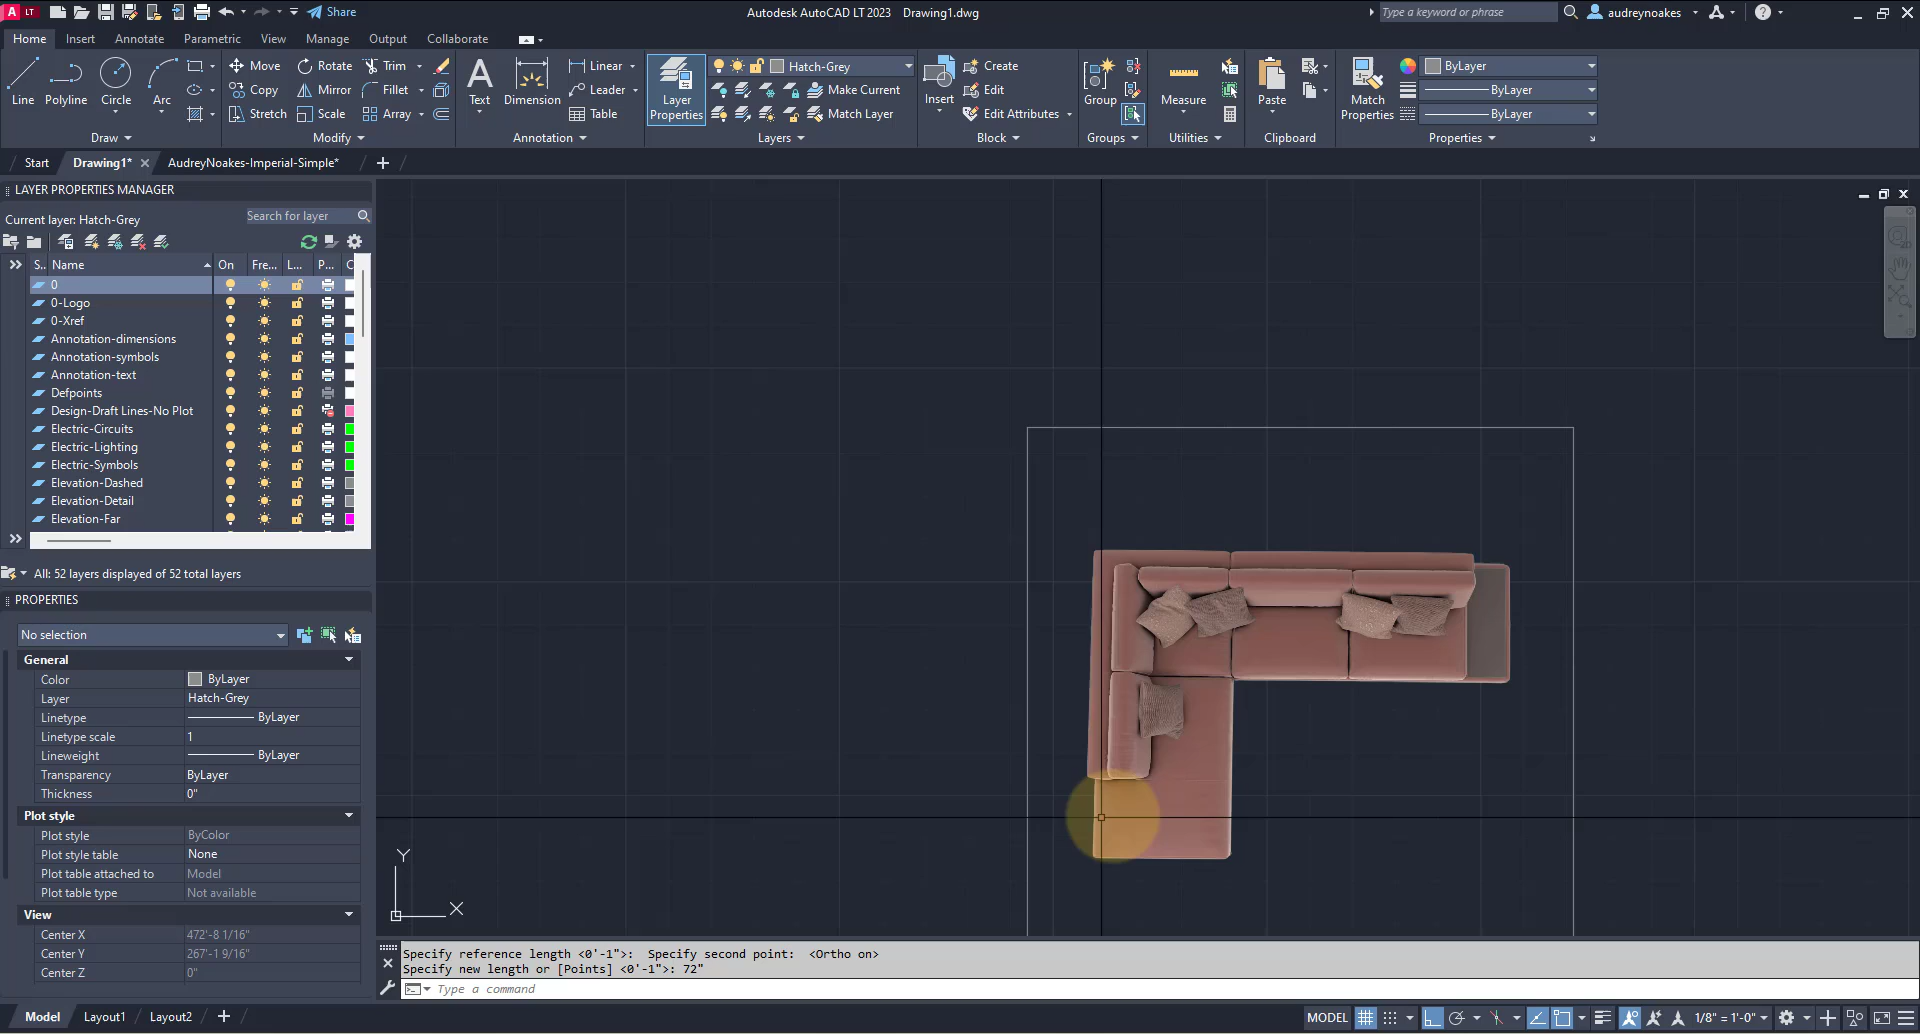 A LT
Share
Autodesk AutoCAD LT 2023 Drawing1.dwg
Type a keyword or phrase
audreynoakes
Home Insert Annotate Parametric View Manage Output Collaborate
Line Polyline Circle Arc
Draw
Move Rotate Trim
Copy Mirror Fillet
Stretch Scale Array
Modify
Text Dimension
Linear
Leader
Table
Annotation
Layer Properties
Hatch-Grey
Make Current
Match Layer
Layers
Insert
Create
Edit
Edit Attributes
Block
Group
Groups
Measure
Utilities
Paste
Clipboard
Match Properties
ByLayer
ByLayer
ByLayer
Properties
Start Drawing1* AudreyNoakes-Imperial-Simple*
LAYER PROPERTIES MANAGER
Current layer: Hatch-Grey
Search for layer
S.. Name On Fre... L... P... C
0
0-Logo
0-Xref
Annotation-dimensions
Annotation-symbols
Annotation-text
Defpoints
Design-Draft Lines-No Plot
Electric-Circuits
Electric-Lighting
Electric-Symbols
Elevation-Dashed
Elevation-Detail
Elevation-Far
All: 52 layers displayed of 52 total layers
PROPERTIES
No selection
General
Color ByLayer
Layer Hatch-Grey
Linetype ByLayer
Linetype scale 1
Lineweight ByLayer
Transparency ByLayer
Thickness 0"
Plot style
Plot style ByColor
Plot style table None
Plot table attached to Model
Plot table type Not available
View
Center X 472'-8 1/16"
Center Y 267'-1 9/16"
Center Z 0"
Y
X
Specify reference length <0'-1">: Specify second point: <Ortho on>
Specify new length or [Points] <0'-1">: 72"
Type a command
Model Layout1 Layout2
MODEL
1/8" = 1'-0"